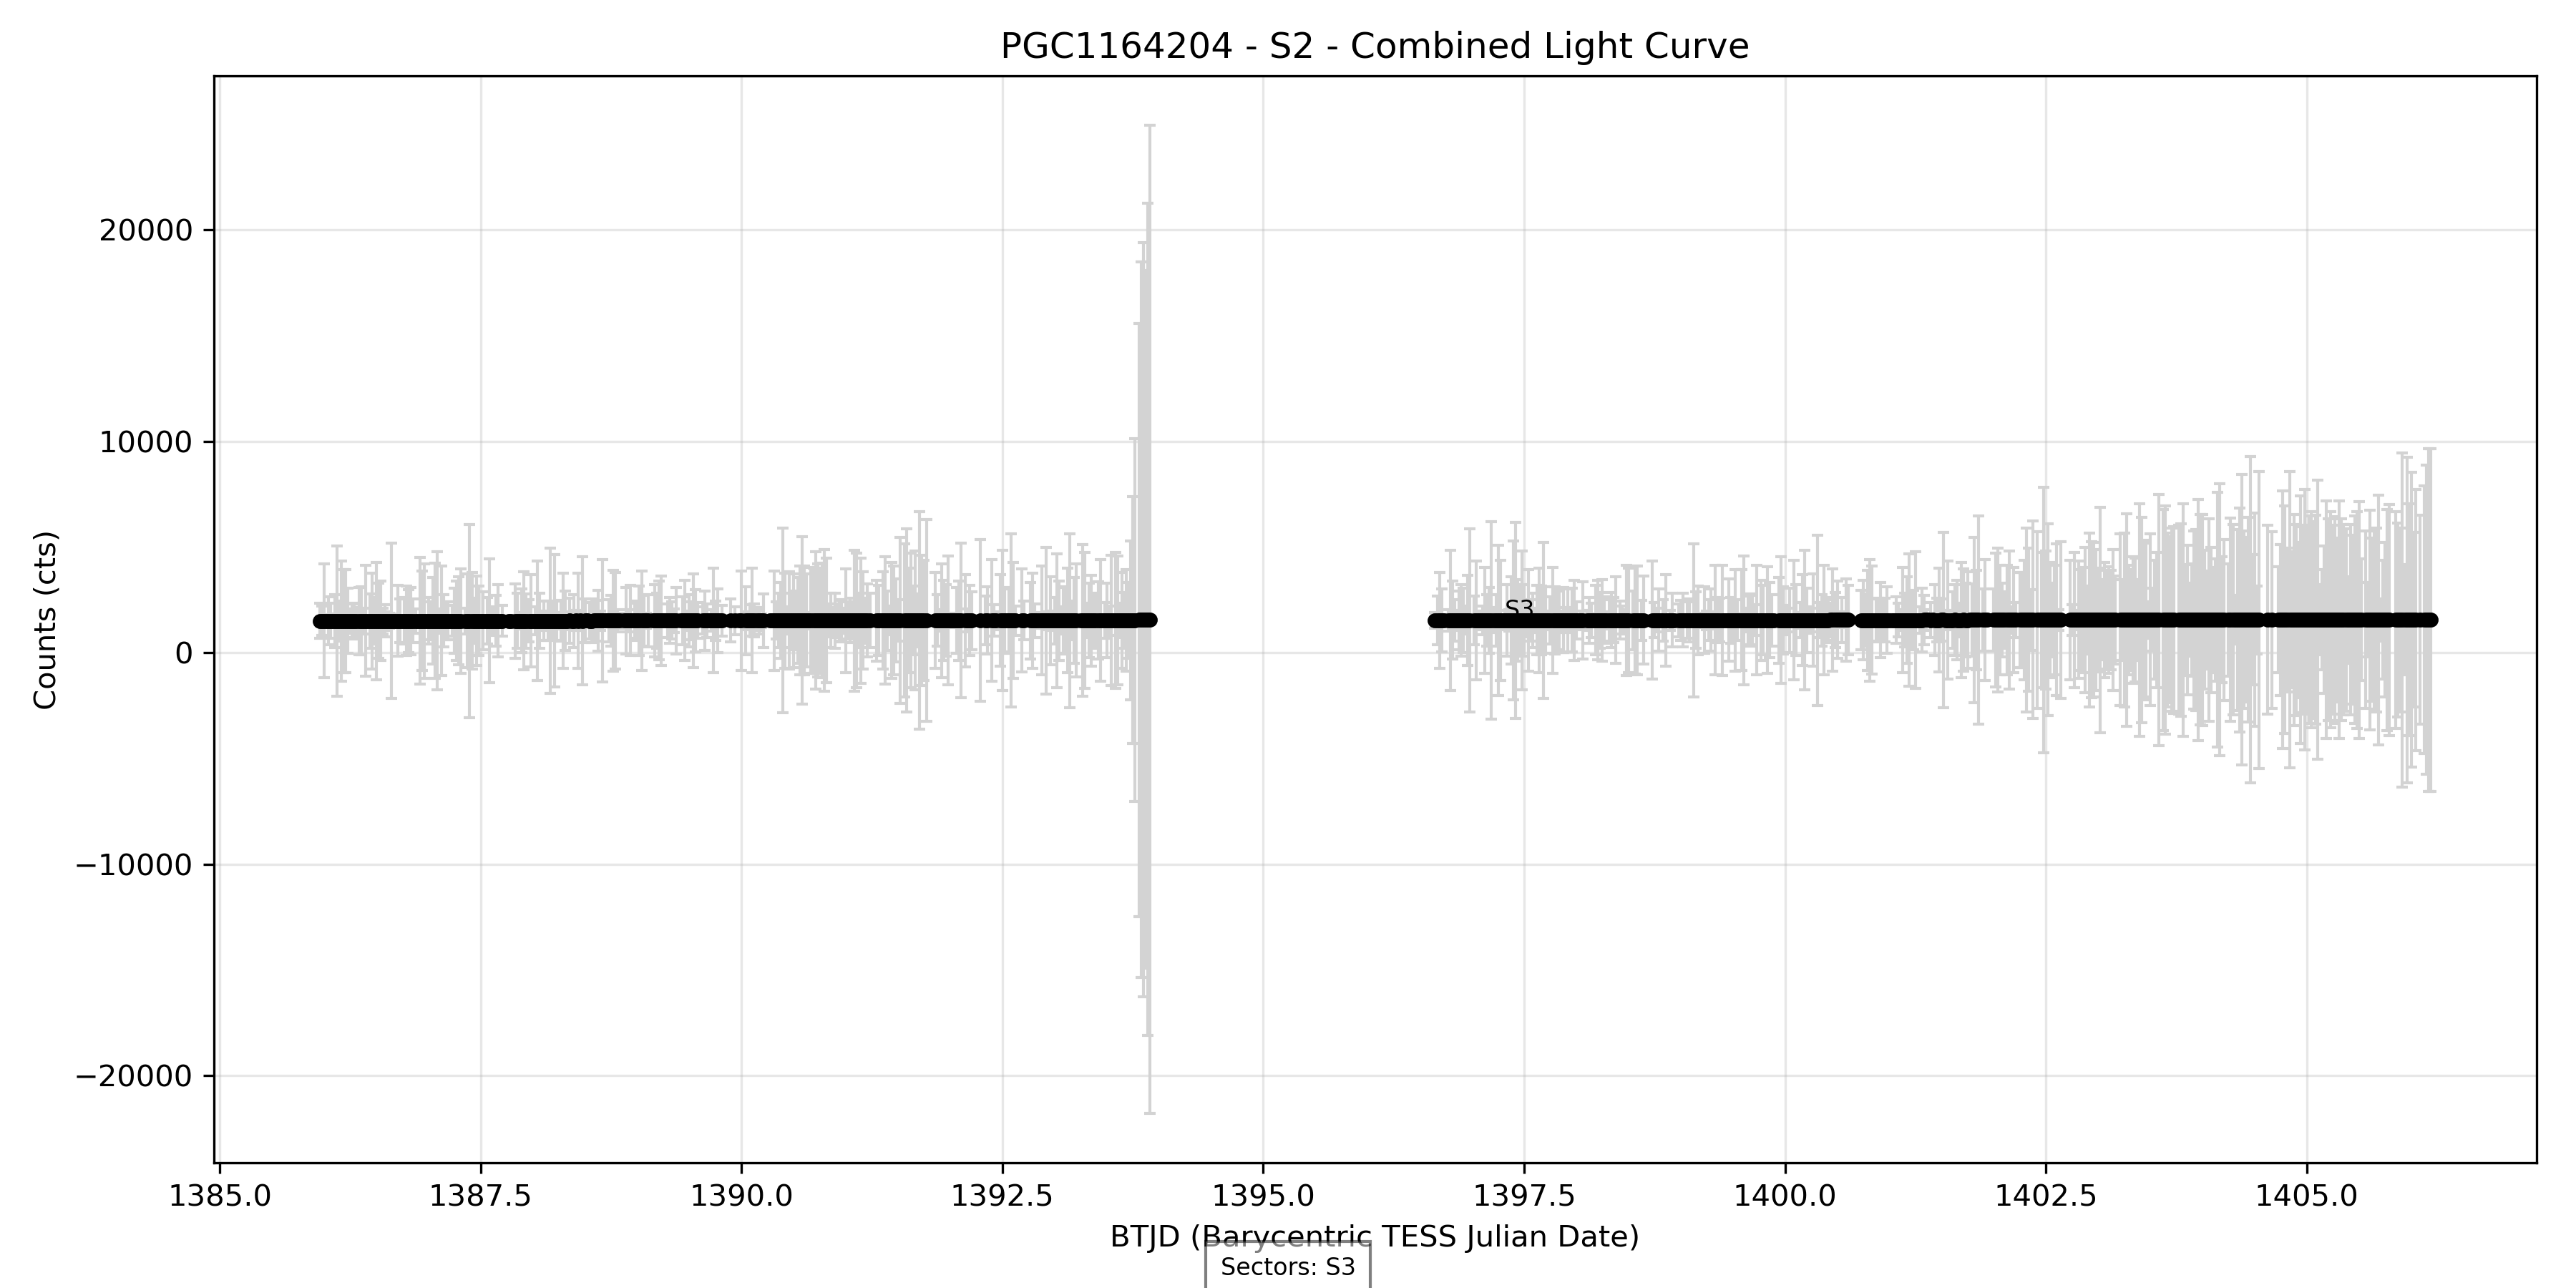 PGC1164204 - S2 - Combined Light Curve
Counts (cts)
20000
10000
0
−10000
−20000
S3
1385.0 1387.5 1390.0 1392.5 1395.0 1397.5 1400.0 1402.5 1405.0
BTJD (Barycentric TESS Julian Date)
Sectors: S3